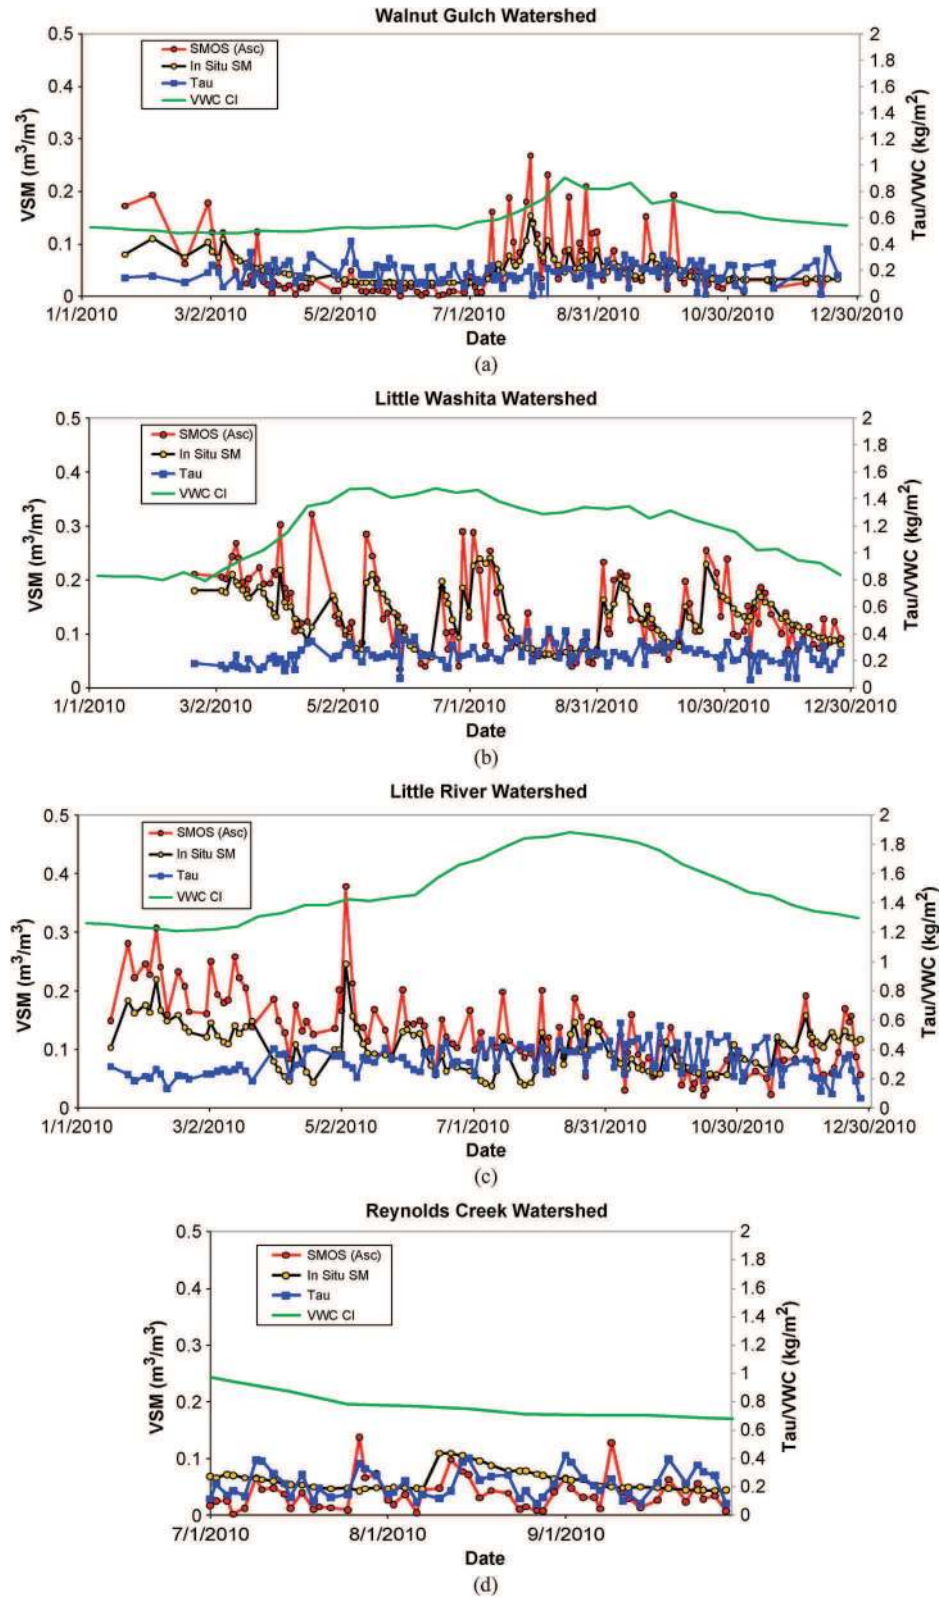 Walnut Gulch Watershed
SMOS (Asc)
In Situ SM
Tau
VWC CI
VSM (m³/m³)
0.5
0.4
0.3
0.2
0.1
0
Tau/VWC (kg/m²)
2
1.8
1.6
1.4
1.2
1
0.8
0.6
0.4
0.2
0
1/1/2010 3/2/2010 5/2/2010 7/1/2010 8/31/2010 10/30/2010 12/30/2010
Date
(a)
Little Washita Watershed
SMOS (Asc)
In Situ SM
Tau
VWC CI
VSM (m³/m³)
0.5
0.4
0.3
0.2
0.1
0
Tau/VWC (kg/m²)
2
1.8
1.6
1.4
1.2
1
0.8
0.6
0.4
0.2
0
1/1/2010 3/2/2010 5/2/2010 7/1/2010 8/31/2010 10/30/2010 12/30/2010
Date
(b)
Little River Watershed
SMOS (Asc)
In Situ SM
Tau
VWC CI
VSM (m³/m³)
0.5
0.4
0.3
0.2
0.1
0
Tau/VWC (kg/m²)
2
1.8
1.6
1.4
1.2
1
0.8
0.6
0.4
0.2
0
1/1/2010 3/2/2010 5/2/2010 7/1/2010 8/31/2010 10/30/2010 12/30/2010
Date
(c)
Reynolds Creek Watershed
SMOS (Asc)
In Situ SM
Tau
VWC CI
VSM (m³/m³)
0.5
0.4
0.3
0.2
0.1
0
Tau/VWC (kg/m²)
2
1.8
1.6
1.4
1.2
1
0.8
0.6
0.4
0.2
0
7/1/2010 8/1/2010 9/1/2010
Date
(d)